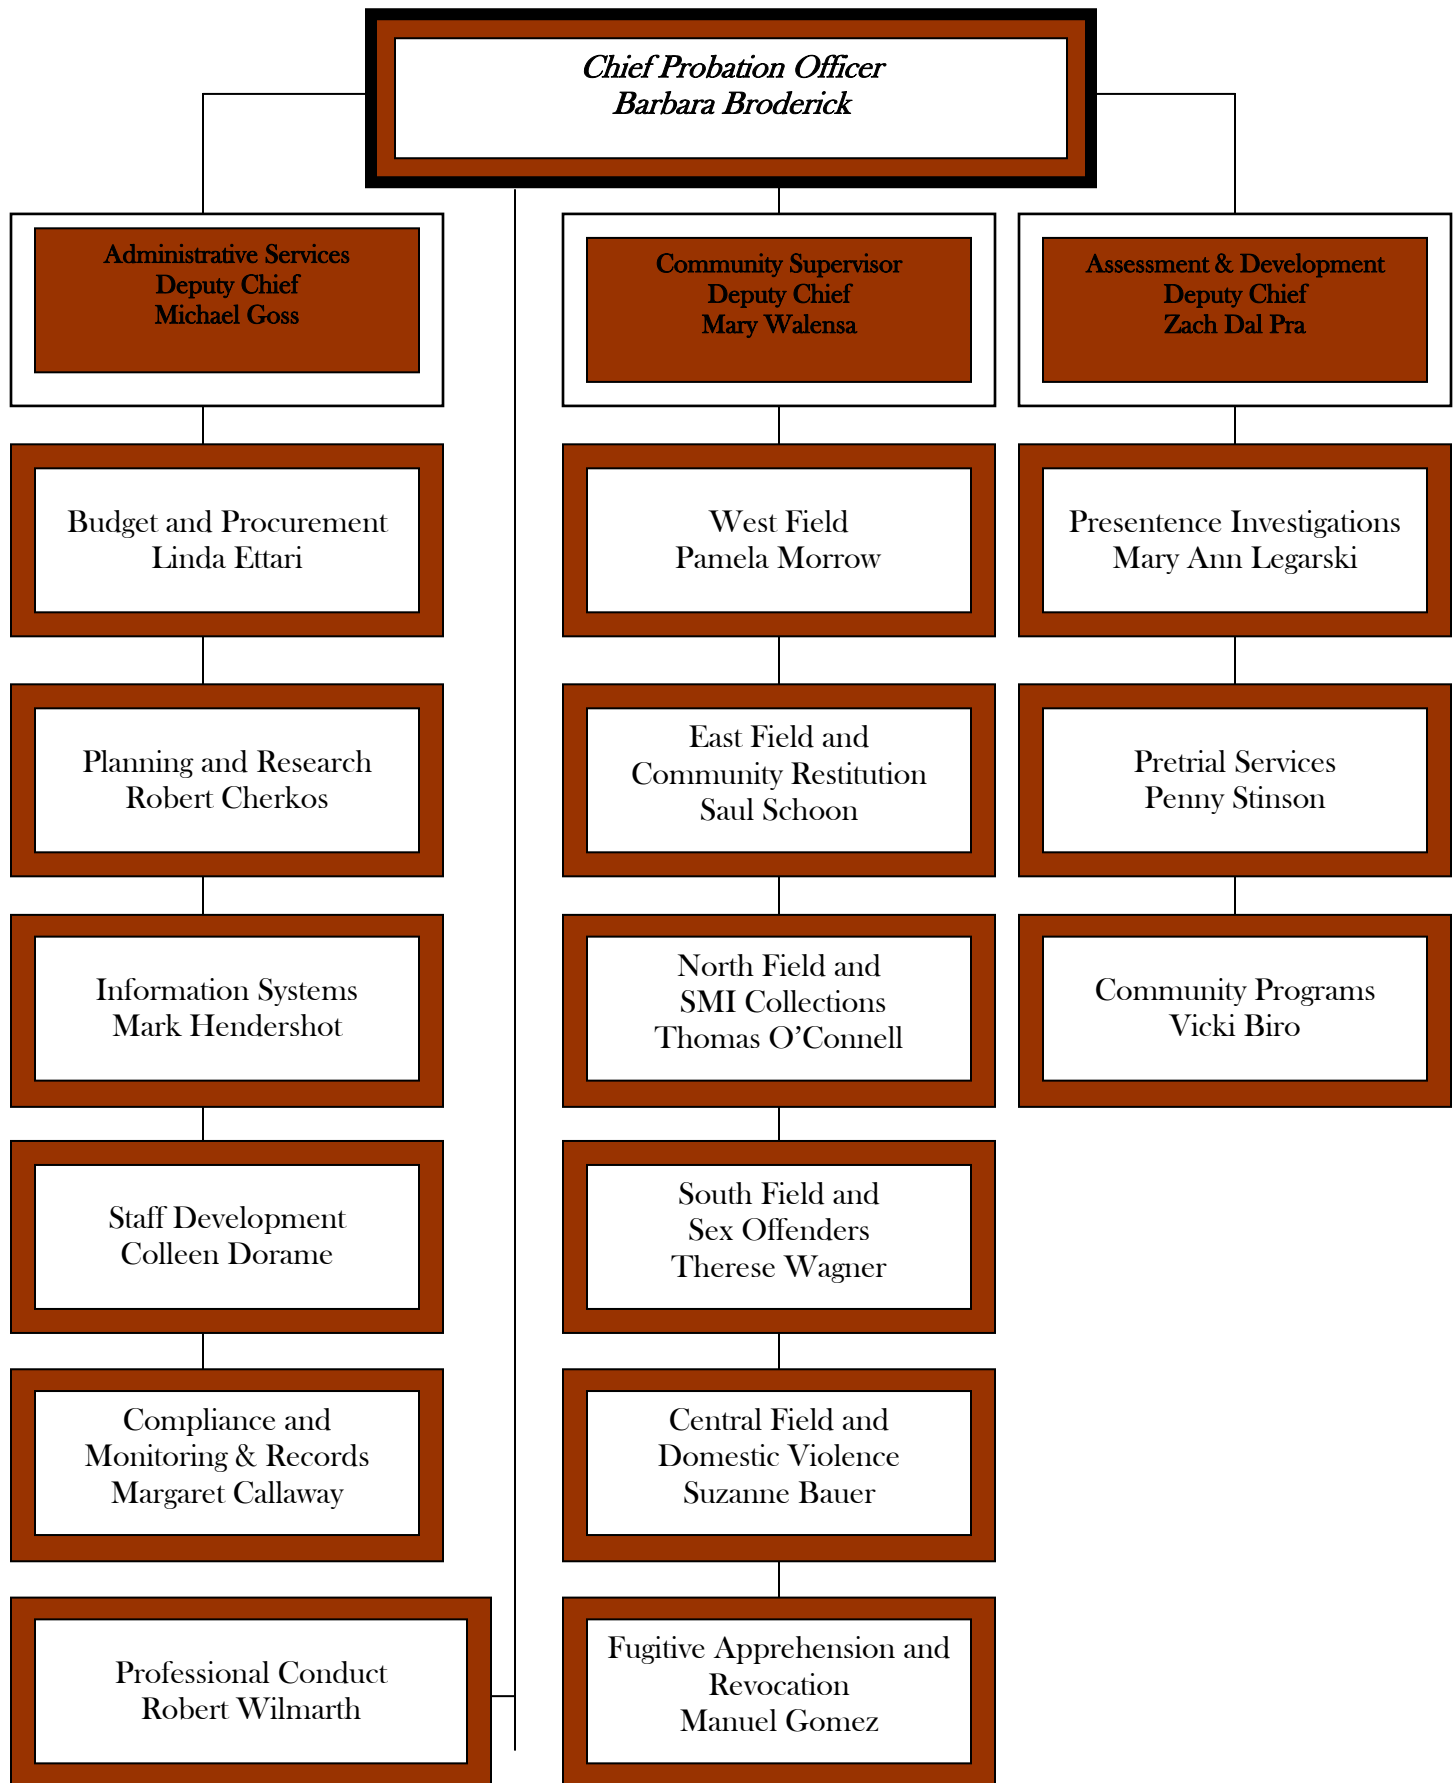 Chief Probation Officer
Barbara Broderick
Administrative Services
Deputy Chief
Michael Goss
Community Supervisor
Deputy Chief
Mary Walensa
Assessment & Development
Deputy Chief
Zach Dal Pra
Budget and Procurement
Linda Ettari
West Field
Pamela Morrow
Presentence Investigations
Mary Ann Legarski
Planning and Research
Robert Cherkos
East Field and
Community Restitution
Saul Schoon
Pretrial Services
Penny Stinson
Information Systems
Mark Hendershot
North Field and
SMI Collections
Thomas O’Connell
Community Programs
Vicki Biro
Staff Development
Colleen Dorame
South Field and
Sex Offenders
Therese Wagner
Compliance and
Monitoring & Records
Margaret Callaway
Central Field and
Domestic Violence
Suzanne Bauer
Professional Conduct
Robert Wilmarth
Fugitive Apprehension and
Revocation
Manuel Gomez